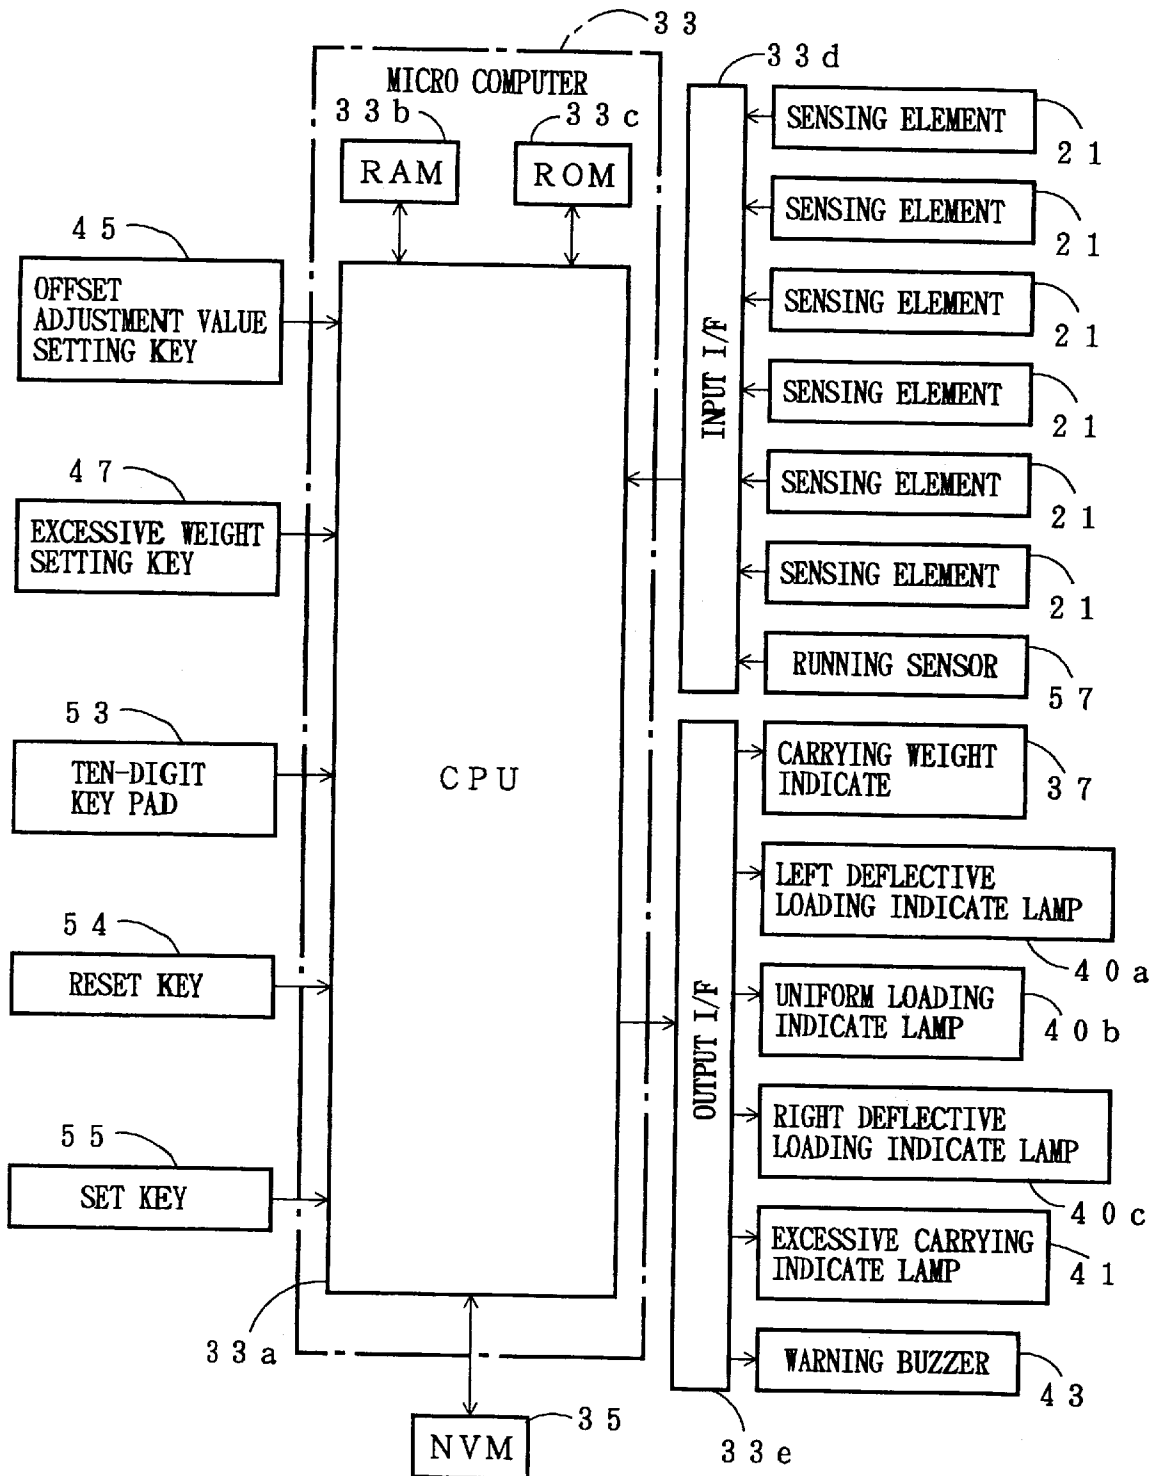 33
MICRO COMPUTER
33b
33c
RAM
ROM
CPU
33a
NVM
35
45
OFFSET
ADJUSTMENT VALUE
SETTING KEY
47
EXCESSIVE WEIGHT
SETTING KEY
53
TEN-DIGIT
KEY PAD
54
RESET KEY
55
SET KEY
33d
INPUT I/F
SENSING ELEMENT
21
SENSING ELEMENT
21
SENSING ELEMENT
21
SENSING ELEMENT
21
SENSING ELEMENT
21
SENSING ELEMENT
21
RUNNING SENSOR
57
OUTPUT I/F
33e
CARRYING WEIGHT
INDICATE
37
LEFT DEFLECTIVE
LOADING INDICATE LAMP
40a
UNIFORM LOADING
INDICATE LAMP
40b
RIGHT DEFLECTIVE
LOADING INDICATE LAMP
40c
EXCESSIVE CARRYING
INDICATE LAMP
41
WARNING BUZZER
43